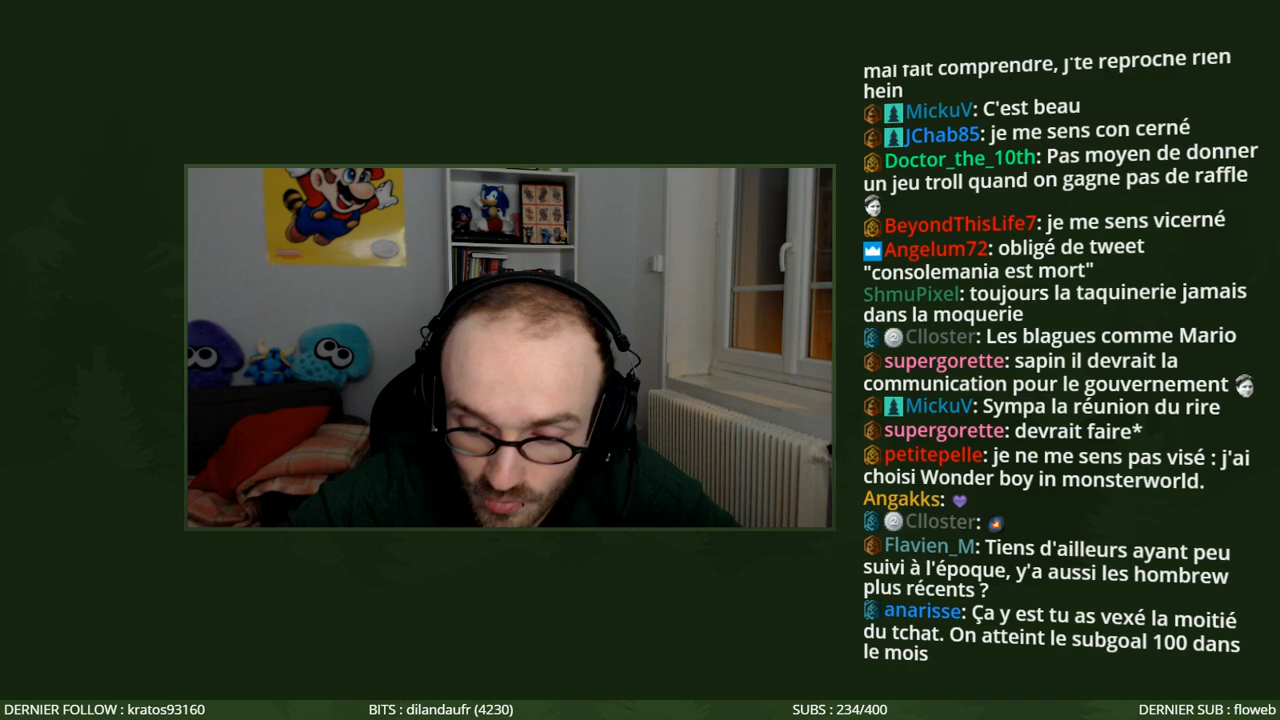 mal fait comprendre, j'te reproche rien
hein
MickuV: C'est beau
JChab85: je me sens con cerné
Doctor_the_10th: Pas moyen de donner
un jeu troll quand on gagne pas de raffle
BeyondThisLife7: je me sens vicerné
Angelum72: obligé de tweet
"consolemania est mort"
ShmuPixel: toujours la taquinerie jamais
dans la moquerie
Clloster: Les blagues comme Mario
supergorette: sapin il devrait la
communication pour le gouvernement
MickuV: Sympa la réunion du rire
supergorette: devrait faire*
petitepelle: je ne me sens pas visé : j'ai
choisi Wonder boy in monsterworld.
Angakks:
Clloster:
Flavien_M: Tiens d'ailleurs ayant peu
suivi à l'époque, y'a aussi les hombrew
plus récents ?
anarisse: Ça y est tu as vexé la moitié
du tchat. On atteint le subgoal 100 dans
le mois
DERNIER FOLLOW : kratos93160
BITS : dilandaufr (4230)
SUBS : 234/400
DERNIER SUB : floweb